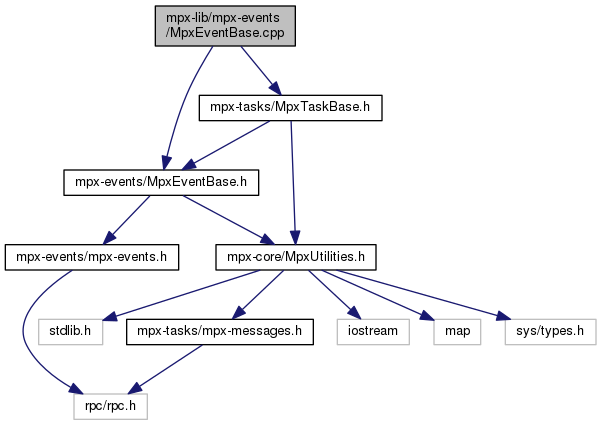 mpx-lib/mpx-events
/MpxEventBase.cpp
mpx-tasks/MpxTaskBase.h
mpx-events/MpxEventBase.h
mpx-events/mpx-events.h
mpx-core/MpxUtilities.h
stdlib.h
mpx-tasks/mpx-messages.h
iostream
map
sys/types.h
rpc/rpc.h